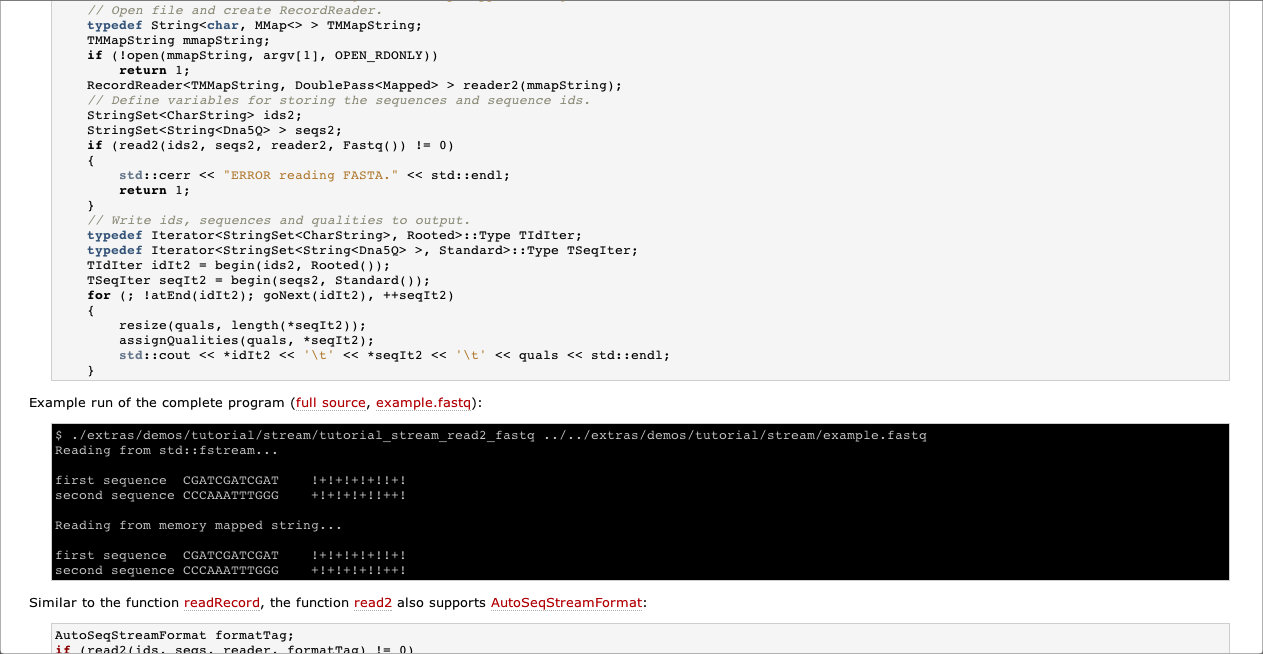 // Open file and create RecordReader.
typedef String<char, MMap<> > TMMapString;
TMMapString mmapString;
if (!open(mmapString, argv[1], OPEN_RDONLY))
    return 1;
RecordReader<TMMapString, DoublePass<Mapped> > reader2(mmapString);
// Define variables for storing the sequences and sequence ids.
StringSet<CharString> ids2;
StringSet<String<Dna5Q> > seqs2;
if (read2(ids2, seqs2, reader2, Fastq()) != 0)
{
    std::cerr << "ERROR reading FASTA." << std::endl;
    return 1;
}
// Write ids, sequences and qualities to output.
typedef Iterator<StringSet<CharString>, Rooted>::Type TIdIter;
typedef Iterator<StringSet<String<Dna5Q> >, Standard>::Type TSeqIter;
TIdIter idIt2 = begin(ids2, Rooted());
TSeqIter seqIt2 = begin(seqs2, Standard());
for (; !atEnd(idIt2); goNext(idIt2), ++seqIt2)
{
    resize(quals, length(*seqIt2));
    assignQualities(quals, *seqIt2);
    std::cout << *idIt2 << '\t' << *seqIt2 << '\t' << quals << std::endl;
}
Example run of the complete program (full source, example.fastq):
$ ./extras/demos/tutorial/stream/tutorial_stream_read2_fastq ../../extras/demos/tutorial/stream/example.fastq
Reading from std::fstream...
first sequence  CGATCGATCGAT    !+!+!+!+!!+!
second sequence CCCAAATTTGGG    +!+!+!+!!++!
Reading from memory mapped string...
first sequence  CGATCGATCGAT    !+!+!+!+!!+!
second sequence CCCAAATTTGGG    +!+!+!+!!++!
Similar to the function readRecord, the function read2 also supports AutoSeqStreamFormat:
AutoSeqStreamFormat formatTag;
if (read2(ids, seqs, reader, formatTag) != 0)